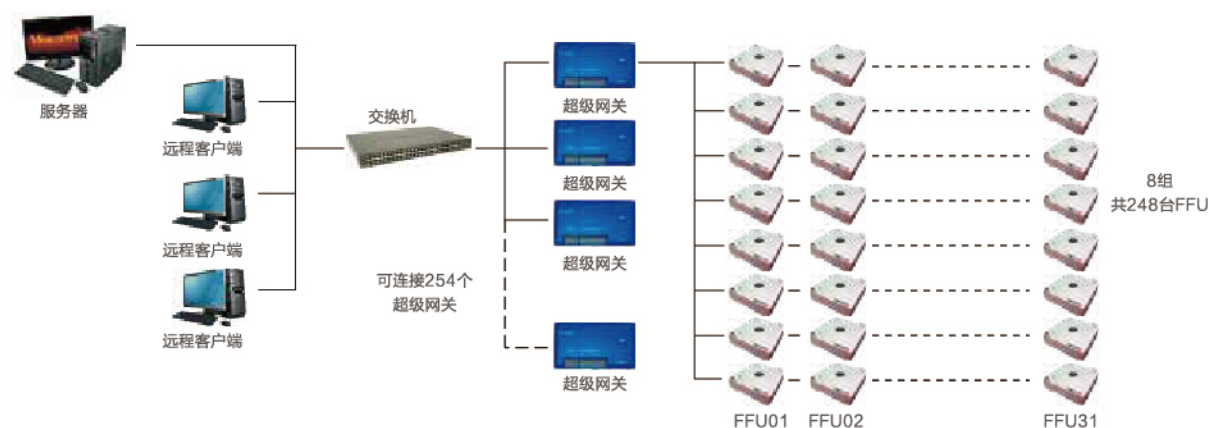 服务器
远程客户端
远程客户端
远程客户端
交换机
可连接254个
超级网关
超级网关
超级网关
超级网关
超级网关
8组
共248台FFU
FFU01 FFU02 FFU31